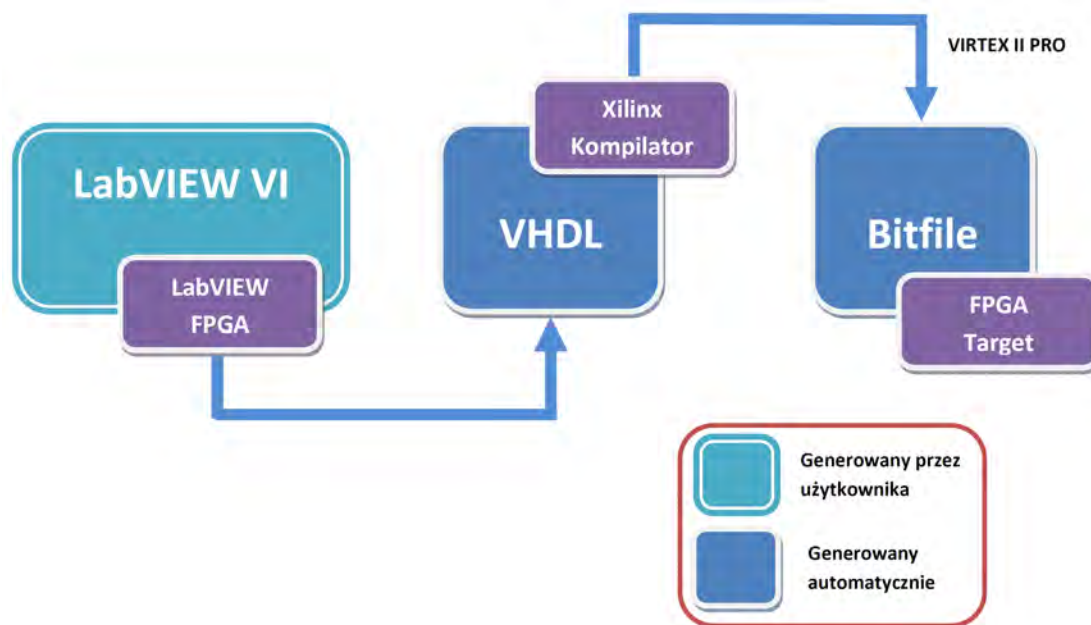 LabVIEW VI
LabVIEW
FPGA
VHDL
Xilinx
Kompilator
VIRTEX II PRO
Bitfile
FPGA
Target
Generowany przez
użytkownika
Generowany
automatycznie